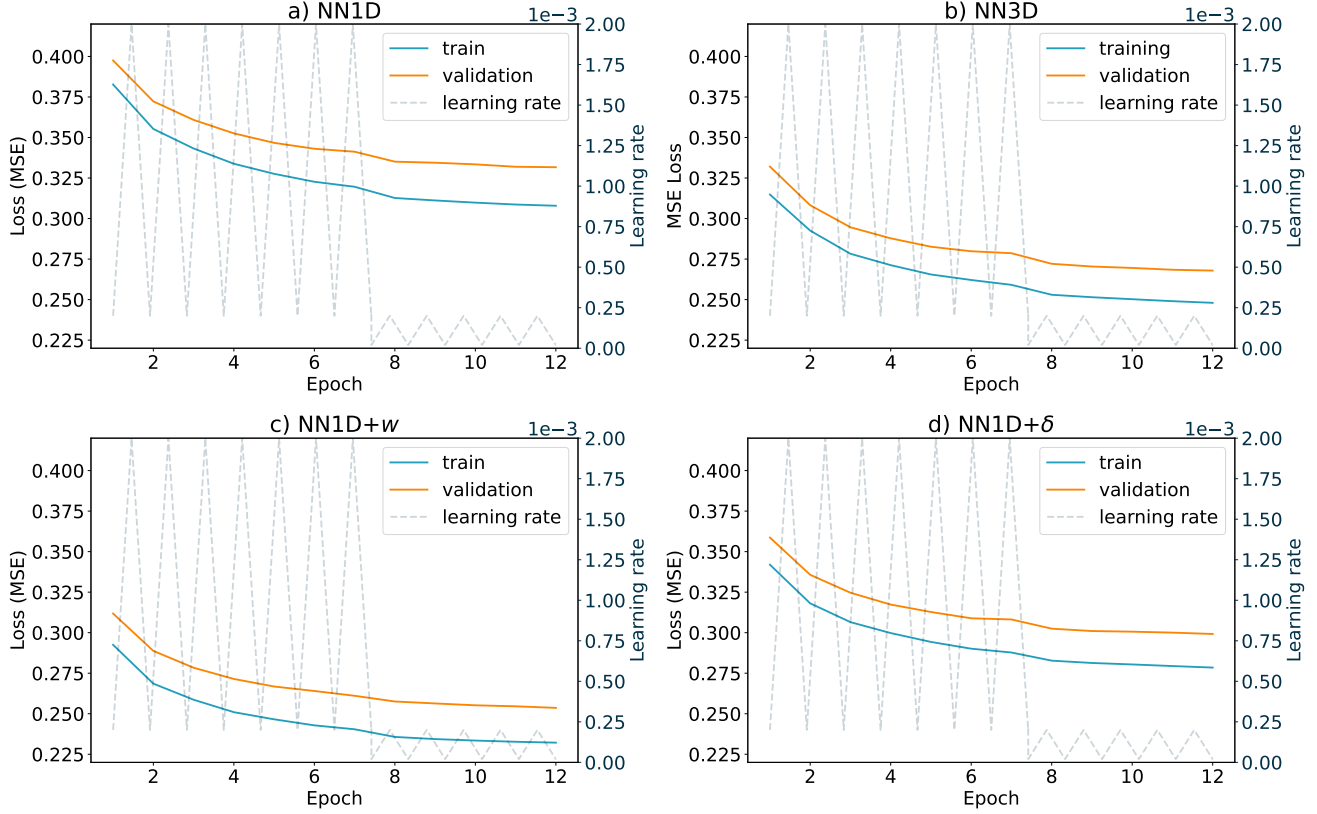 a) NN1D
1e−3
train
validation
learning rate
0.400
0.375
0.350
0.325
0.300
0.275
0.250
0.225
Loss (MSE)
2.00
1.75
1.50
1.25
1.00
0.75
0.50
0.25
0.00
Learning rate
2 4 6 8 10 12
Epoch
b) NN3D
1e−3
training
validation
learning rate
0.400
0.375
0.350
0.325
0.300
0.275
0.250
0.225
MSE Loss
2.00
1.75
1.50
1.25
1.00
0.75
0.50
0.25
0.00
Learning rate
2 4 6 8 10 12
Epoch
c) NN1D+w
1e−3
train
validation
learning rate
0.400
0.375
0.350
0.325
0.300
0.275
0.250
0.225
Loss (MSE)
2.00
1.75
1.50
1.25
1.00
0.75
0.50
0.25
0.00
Learning rate
2 4 6 8 10 12
Epoch
d) NN1D+δ
1e−3
train
validation
learning rate
0.400
0.375
0.350
0.325
0.300
0.275
0.250
0.225
Loss (MSE)
2.00
1.75
1.50
1.25
1.00
0.75
0.50
0.25
0.00
Learning rate
2 4 6 8 10 12
Epoch